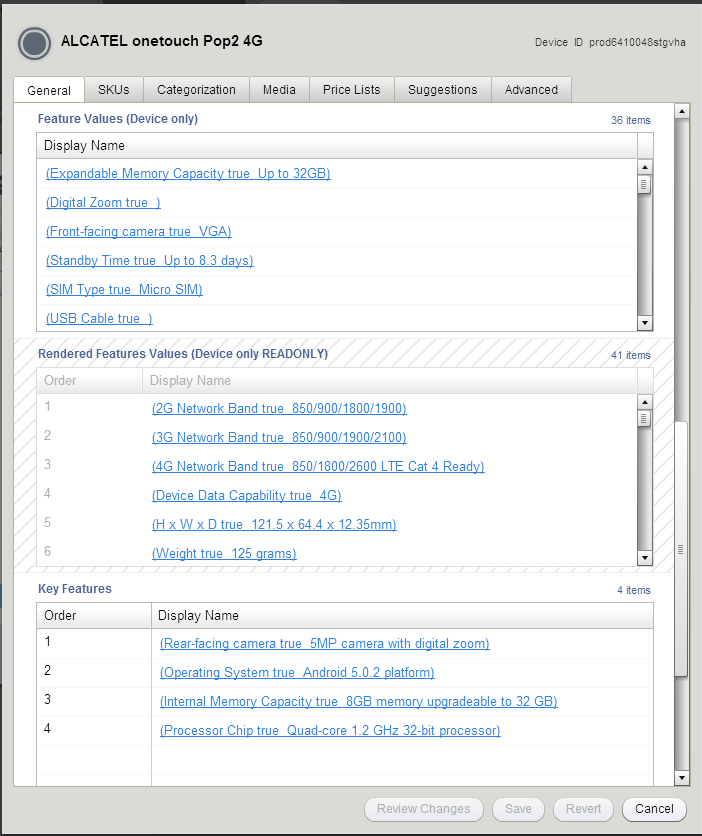 ALCATEL onetouch Pop2 4G
Device ID prod6410048stgvha
General SKUs Categorization Media Price Lists Suggestions Advanced
Feature Values (Device only) 36 items
Display Name
(Expandable Memory Capacity true Up to 32GB)
(Digital Zoom true )
(Front-facing camera true VGA)
(Standby Time true Up to 8.3 days)
(SIM Type true Micro SIM)
(USB Cable true )
Rendered Features Values (Device only READONLY) 41 items
Order Display Name
1 (2G Network Band true 850/900/1800/1900)
2 (3G Network Band true 850/900/1900/2100)
3 (4G Network Band true 850/1800/2600 LTE Cat 4 Ready)
4 (Device Data Capability true 4G)
5 (H x W x D true 121.5 x 64.4 x 12.35mm)
6 (Weight true 125 grams)
Key Features 4 items
Order Display Name
1 (Rear-facing camera true 5MP camera with digital zoom)
2 (Operating System true Android 5.0.2 platform)
3 (Internal Memory Capacity true 8GB memory upgradeable to 32 GB)
4 (Processor Chip true Quad-core 1.2 GHz 32-bit processor)
Review Changes Save Revert Cancel